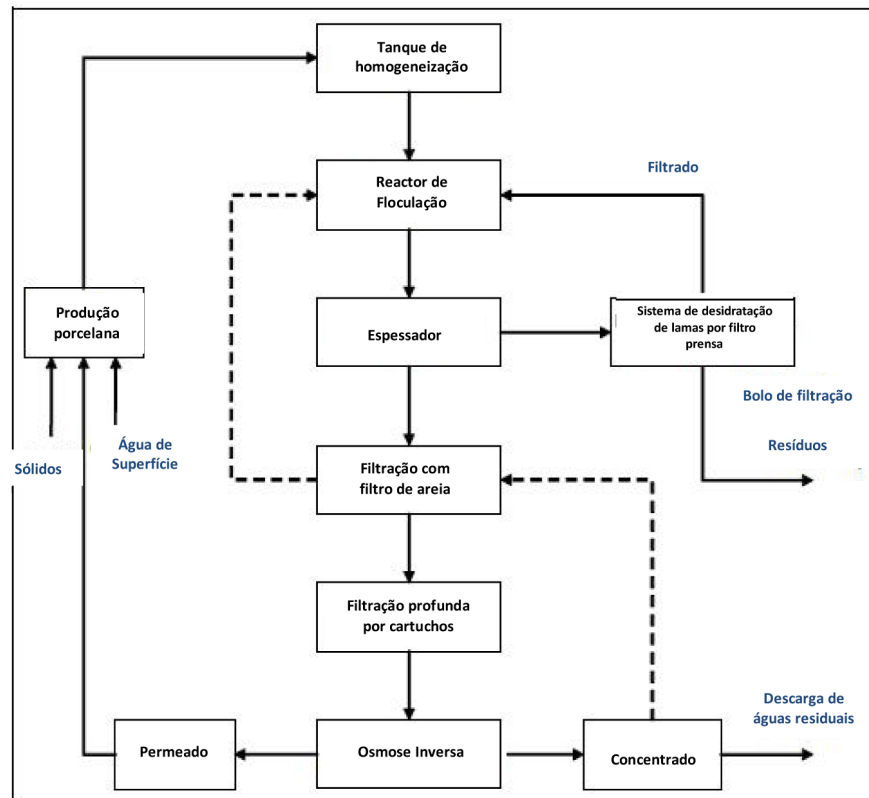 Tanque de
homogeneização
Reactor de
Floculação
Filtrado
Produção
porcelana
Espessador
Sistema de desidratação
de lamas por filtro
prensa
Bolo de filtração
Resíduos
Sólidos
Água de
Superfície
Filtração com
filtro de areia
Filtração profunda
por cartuchos
Descarga de
águas residuais
Permeado
Osmose Inversa
Concentrado